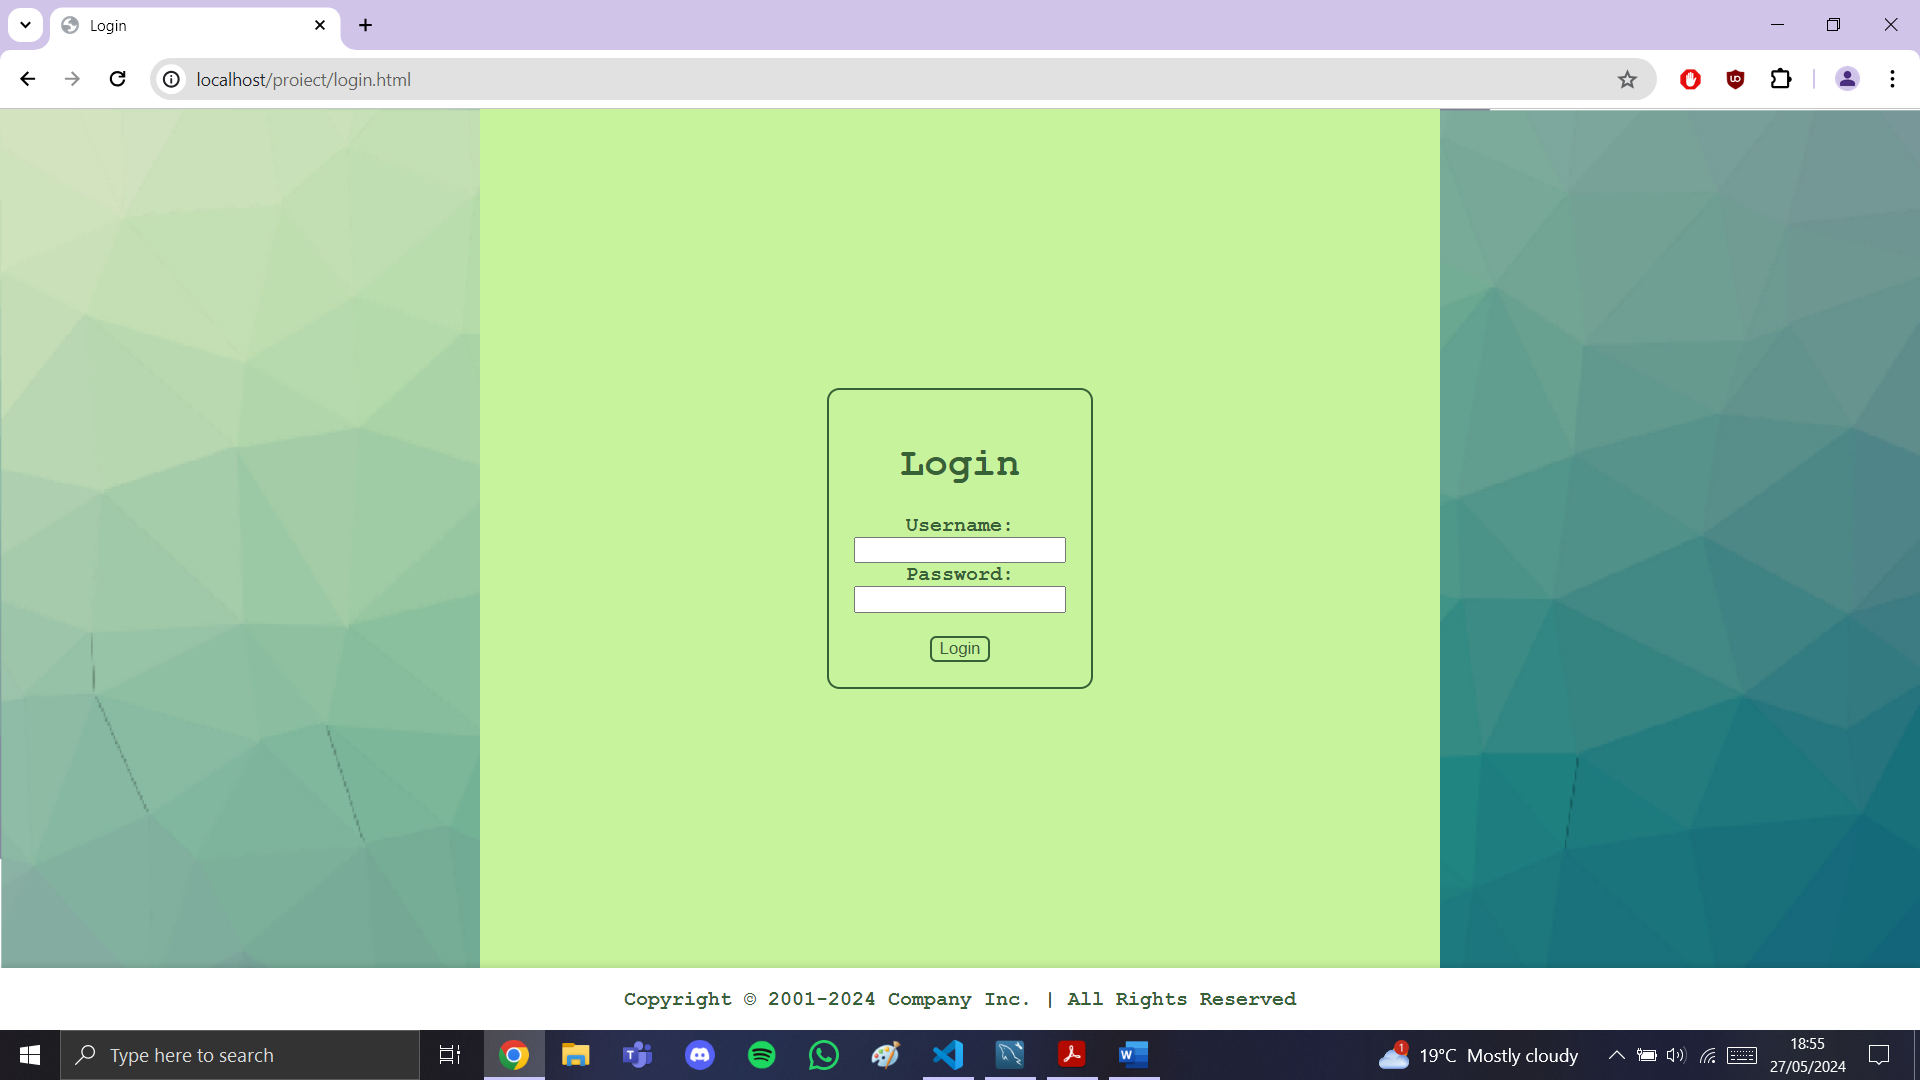 Login
localhost/proiect/login.html
Login
Username:
Password:
Login
Copyright © 2001-2024 Company Inc. | All Rights Reserved
Type here to search
1
19°C Mostly cloudy
18:55
27/05/2024